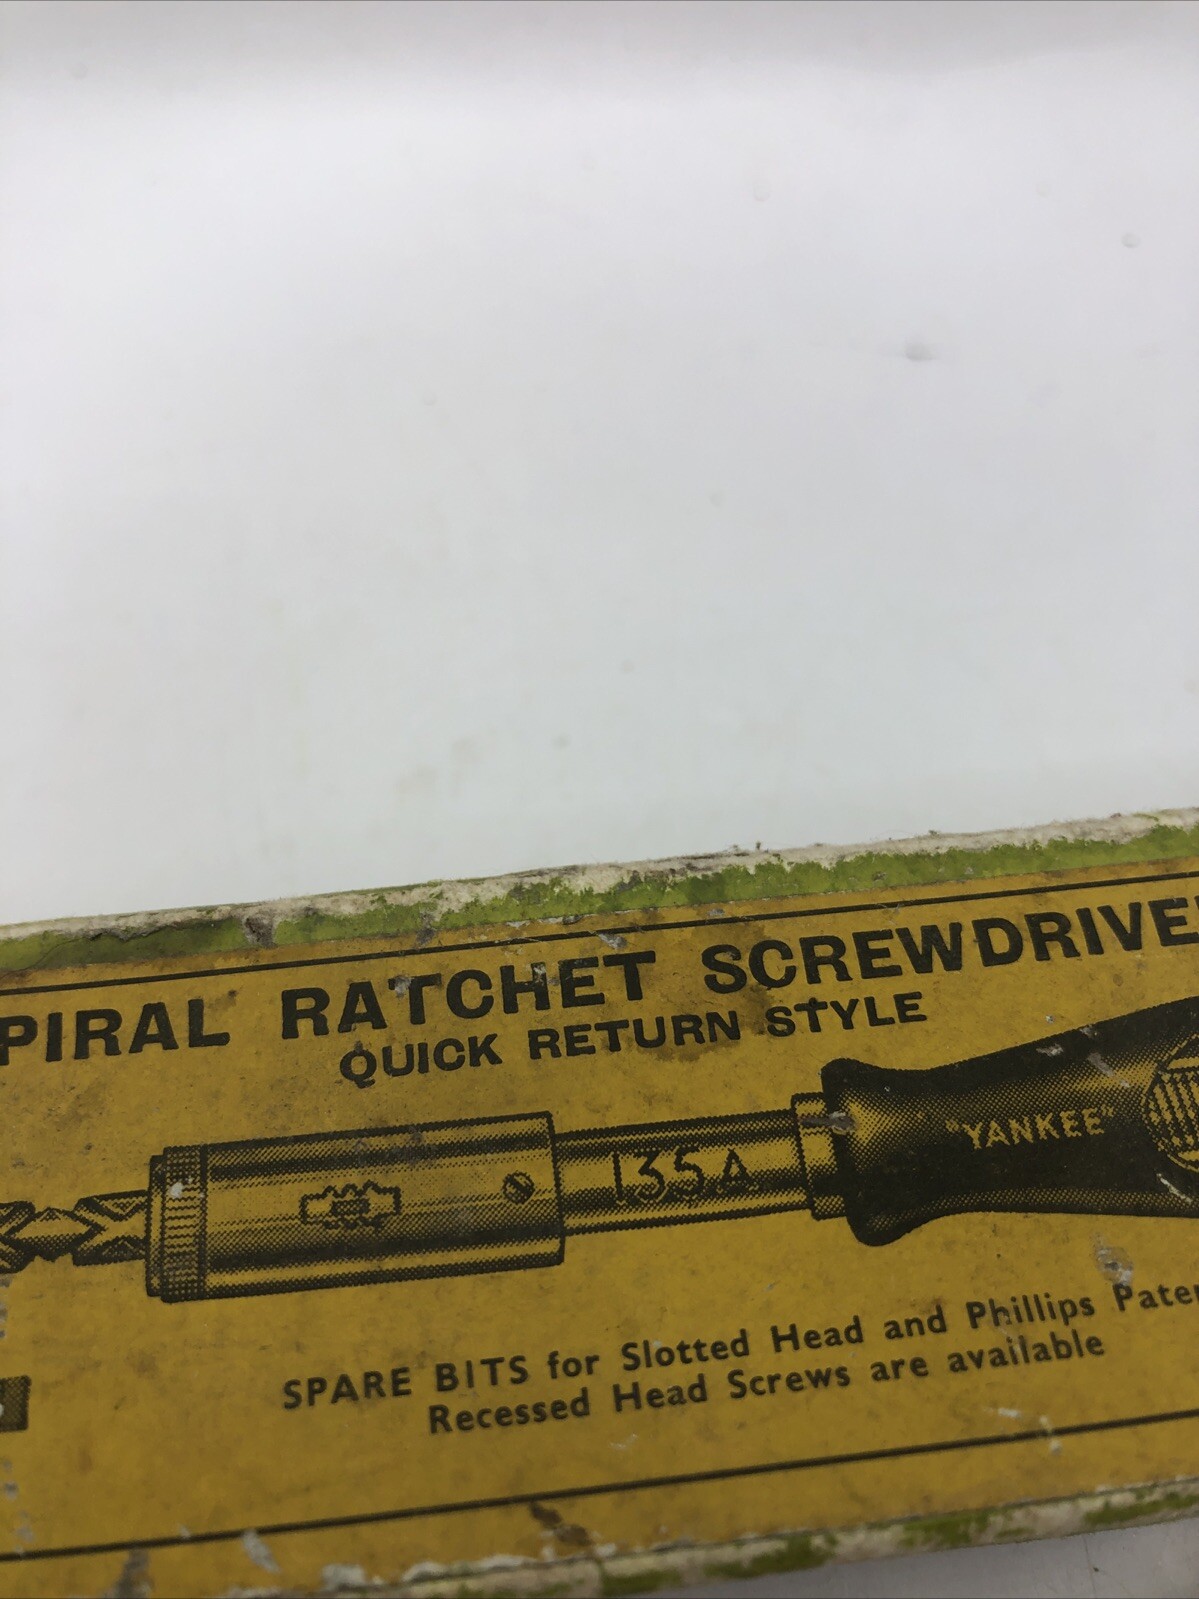 PIRAL RATCHET SCREWDRIVE
QUICK RETURN STYLE
"YANKEE"
135A
SPARE BITS for Slotted Head and Phillips Paten
Recessed Head Screws are available